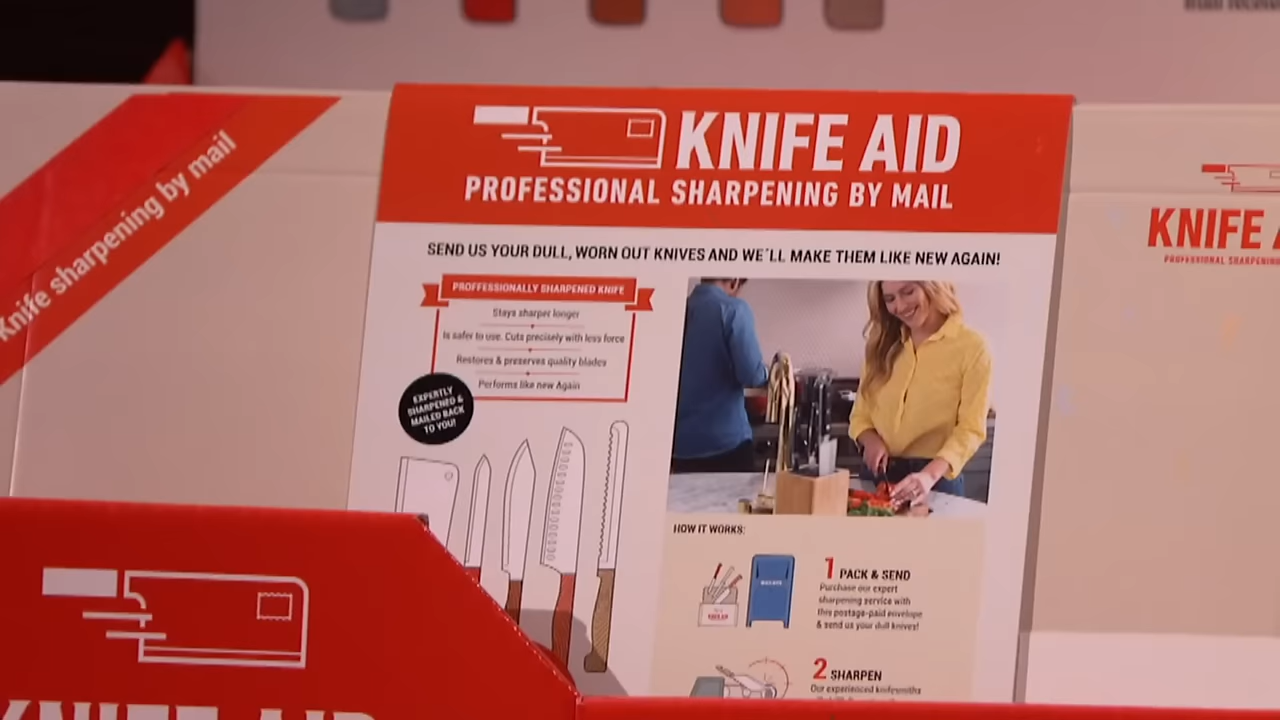 Knife sharpening by mail
KNIFE AID
PROFESSIONAL SHARPENING BY MAIL
SEND US YOUR DULL, WORN OUT KNIVES AND WE´LL MAKE THEM LIKE NEW AGAIN!
PROFFESSIONALLY SHARPENED KNIFE
Stays sharper longer
Is safer to use. Cuts precisely with less force
Restores & preserves quality blades
Performs like new Again
EXPERTLY
SHARPENED &
MAILED BACK
TO YOU!
HOW IT WORKS:
1 PACK & SEND
Purchase our expert
sharpening service with
this postage-paid envelope
& send us your dull knives!
2 SHARPEN
Our experienced knifesmiths
KNIFE A
PROFESSIONAL SHARPENING
KNIFE AID